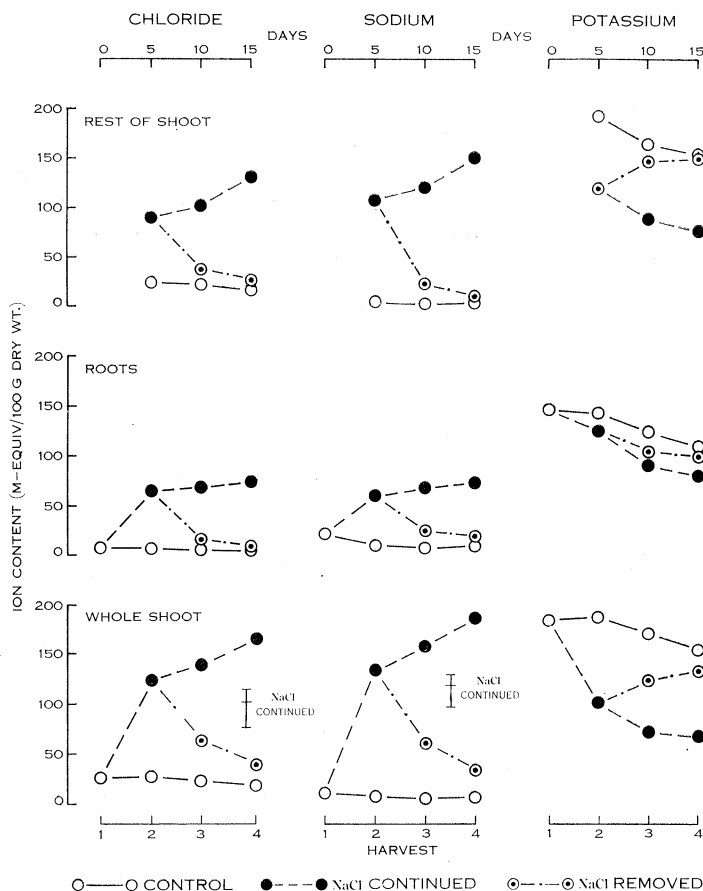 CHLORIDE SODIUM POTASSIUM
DAYS DAYS
0 5 10 15 0 5 10 15 0 5 10 15
ION CONTENT (M-EQUIV/100 G DRY WT.)
REST OF SHOOT
200
150
100
50
0
ROOTS
200
150
100
50
0
WHOLE SHOOT
200
150
100
50
0
NaCl
CONTINUED
NaCl
CONTINUED
1 2 3 4 1 2 3 4 1 2 3 4
HARVEST
CONTROL NaCl CONTINUED NaCl REMOVED